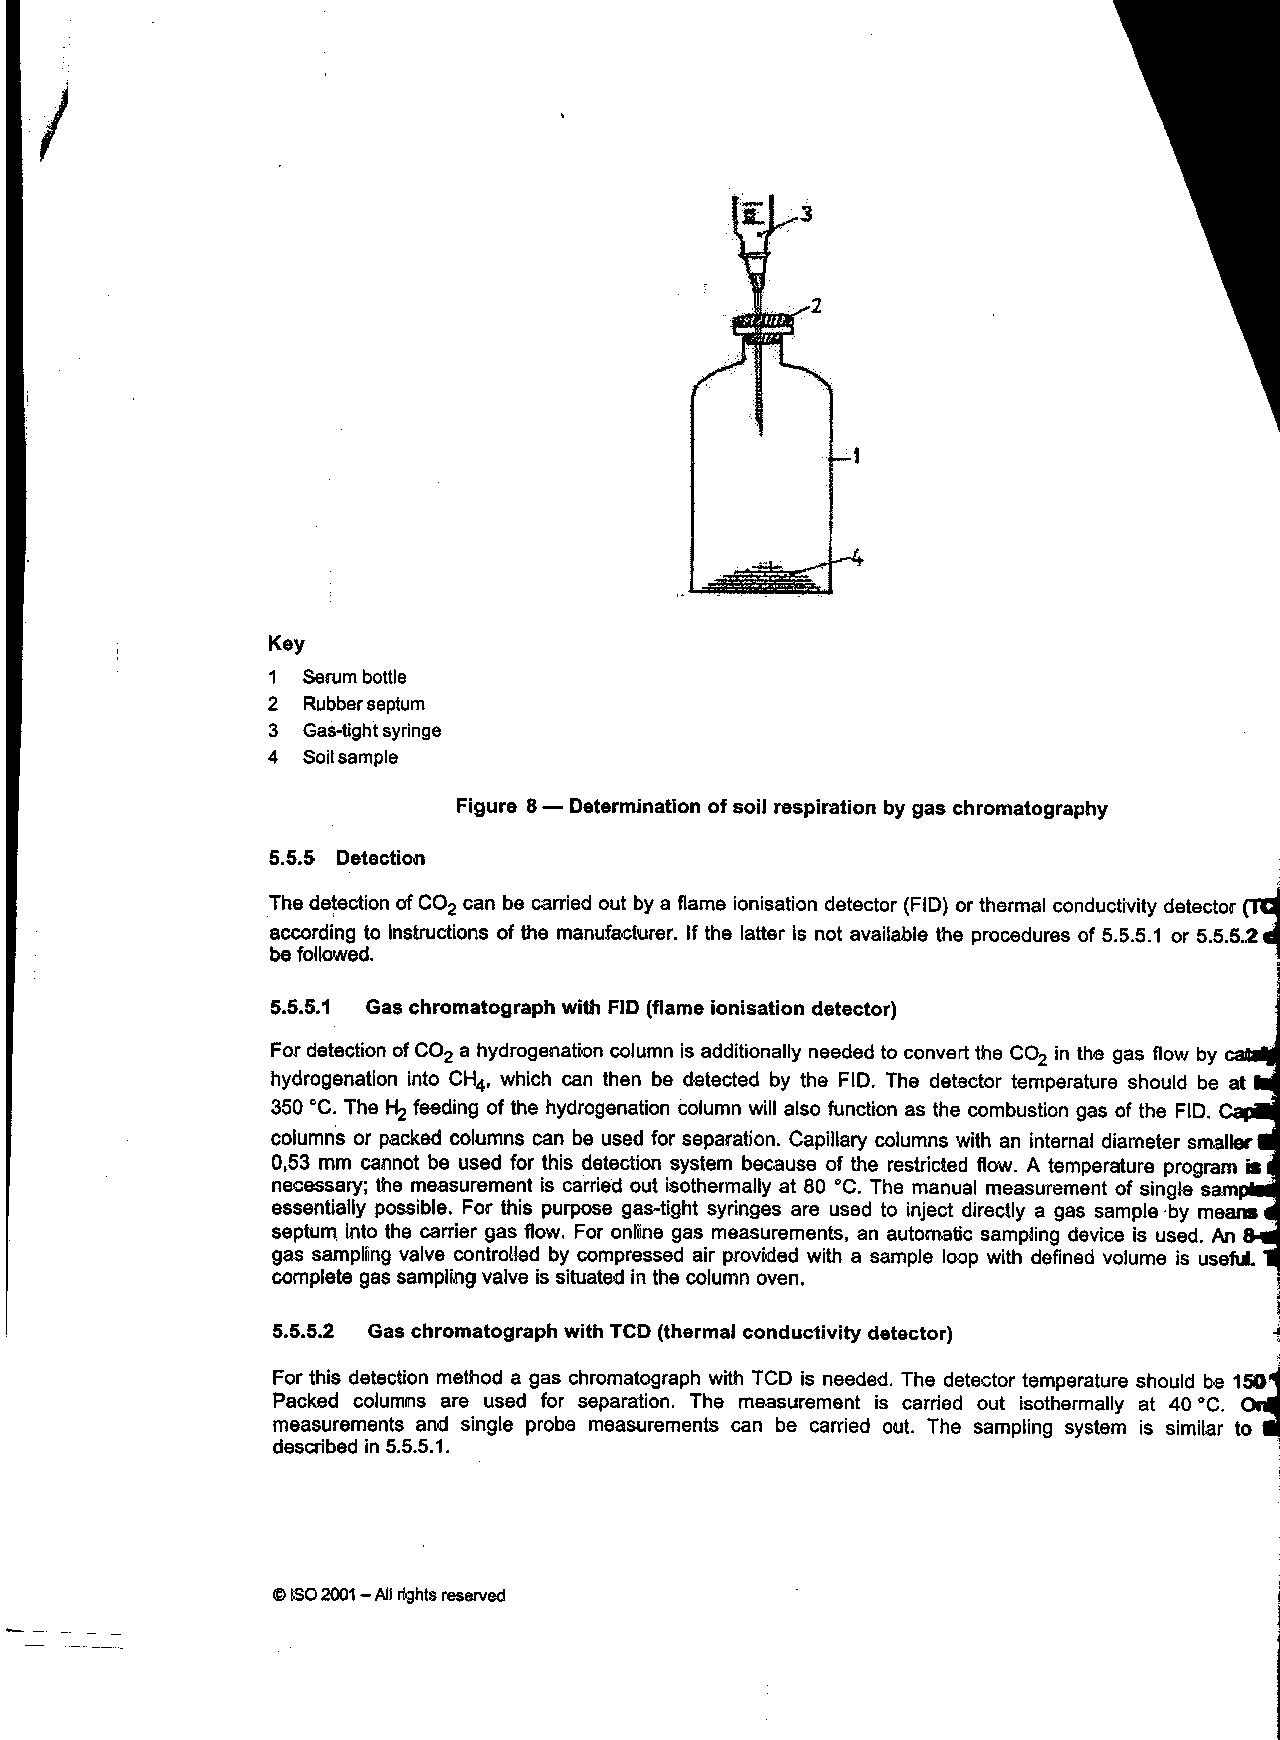 3
2
1
4
Key
1 Serum bottle
2 Rubber septum
3 Gas-tight syringe
4 Soil sample
Figure 8 — Determination of soil respiration by gas chromatography
5.5.5 Detection
The detection of CO2 can be carried out by a flame ionisation detector (FID) or thermal conductivity detector
according to instructions of the manufacturer. If the latter is not available the procedures of 5.5.5.1 or 5.5.5.2
be followed.
5.5.5.1 Gas chromatograph with FID (flame ionisation detector)
For detection of CO2 a hydrogenation column is additionally needed to convert the CO2 in the gas flow by
hydrogenation into CH4, which can then be detected by the FID. The detector temperature should be at
350 °C. The H2 feeding of the hydrogenation column will also function as the combustion gas of the FID.
columns or packed columns can be used for separation. Capillary columns with an internal diameter smaller
0,53 mm cannot be used for this detection system because of the restricted flow. A temperature program is
necessary; the measurement is carried out isothermally at 80 °C. The manual measurement of single
essentially possible. For this purpose gas-tight syringes are used to inject directly a gas sample by means
septum into the carrier gas flow. For online gas measurements, an automatic sampling device is used. An
gas sampling valve controlled by compressed air provided with a sample loop with defined volume is useful.
complete gas sampling valve is situated in the column oven.
5.5.5.2 Gas chromatograph with TCD (thermal conductivity detector)
For this detection method a gas chromatograph with TCD is needed. The detector temperature should be 150
Packed columns are used for separation. The measurement is carried out isothermally at 40 °C.
measurements and single probe measurements can be carried out. The sampling system is similar to
described in 5.5.5.1.
© ISO 2001 – All rights reserved